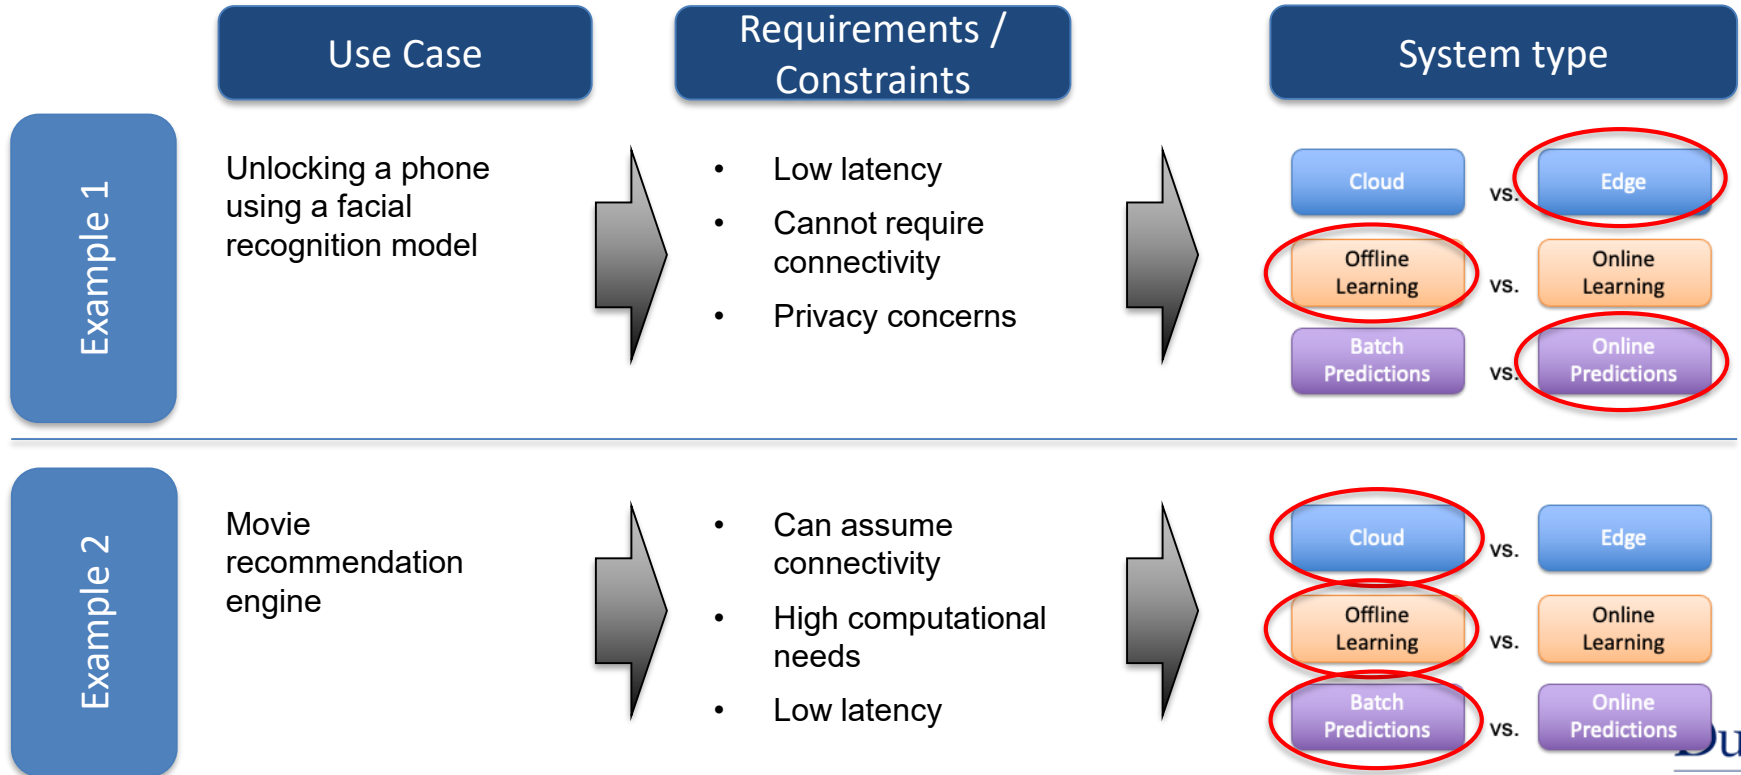 Use Case
Requirements /
Constraints
System type
Example 1
Unlocking a phone
using a facial
recognition model
• Low latency
• Cannot require
connectivity
• Privacy concerns
Cloud vs. Edge
Offline
Learning
vs.
Online
Learning
Batch
Predictions
vs.
Online
Predictions
Example 2
Movie
recommendation
engine
• Can assume
connectivity
• High computational
needs
• Low latency
Cloud vs. Edge
Offline
Learning
vs.
Online
Learning
Batch
Predictions
vs.
Online
Predictions